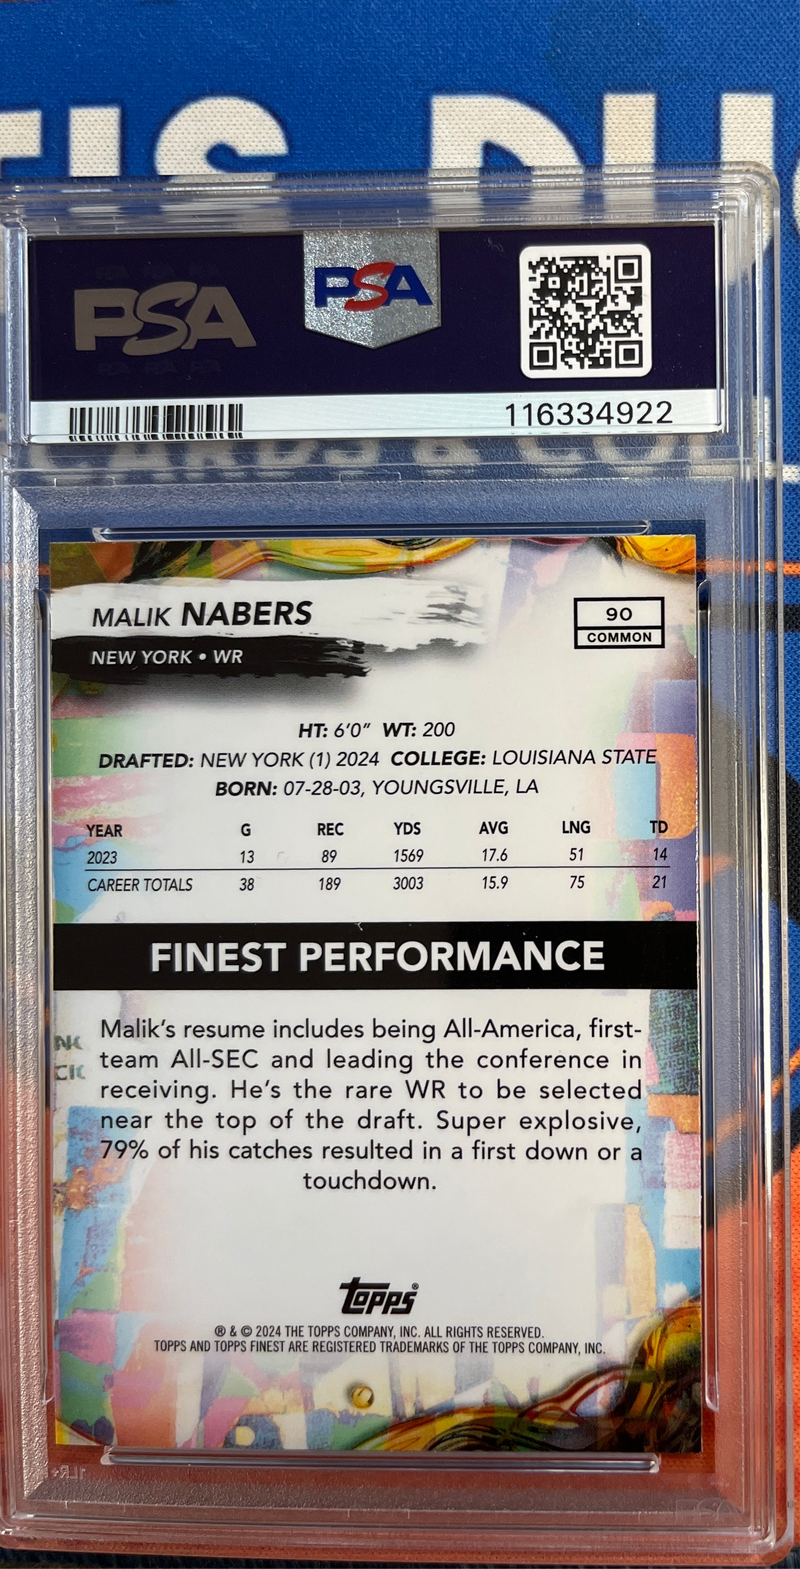 PSA
PSA
116334922
CARDS & COL
MALIK NABERS
NEW YORK • WR
90
COMMON
HT: 6'0" WT: 200
DRAFTED: NEW YORK (1) 2024 COLLEGE: LOUISIANA STATE
BORN: 07-28-03, YOUNGSVILLE, LA
YEAR G REC YDS AVG LNG TD
2023 13 89 1569 17.6 51 14
CAREER TOTALS 38 189 3003 15.9 75 21
FINEST PERFORMANCE
Malik's resume includes being All-America, first-
team All-SEC and leading the conference in
receiving. He's the rare WR to be selected
near the top of the draft. Super explosive,
79% of his catches resulted in a first down or a
touchdown.
topps®
® & © 2024 THE TOPPS COMPANY, INC. ALL RIGHTS RESERVED.
TOPPS AND TOPPS FINEST ARE REGISTERED TRADEMARKS OF THE TOPPS COMPANY, INC.
PSA